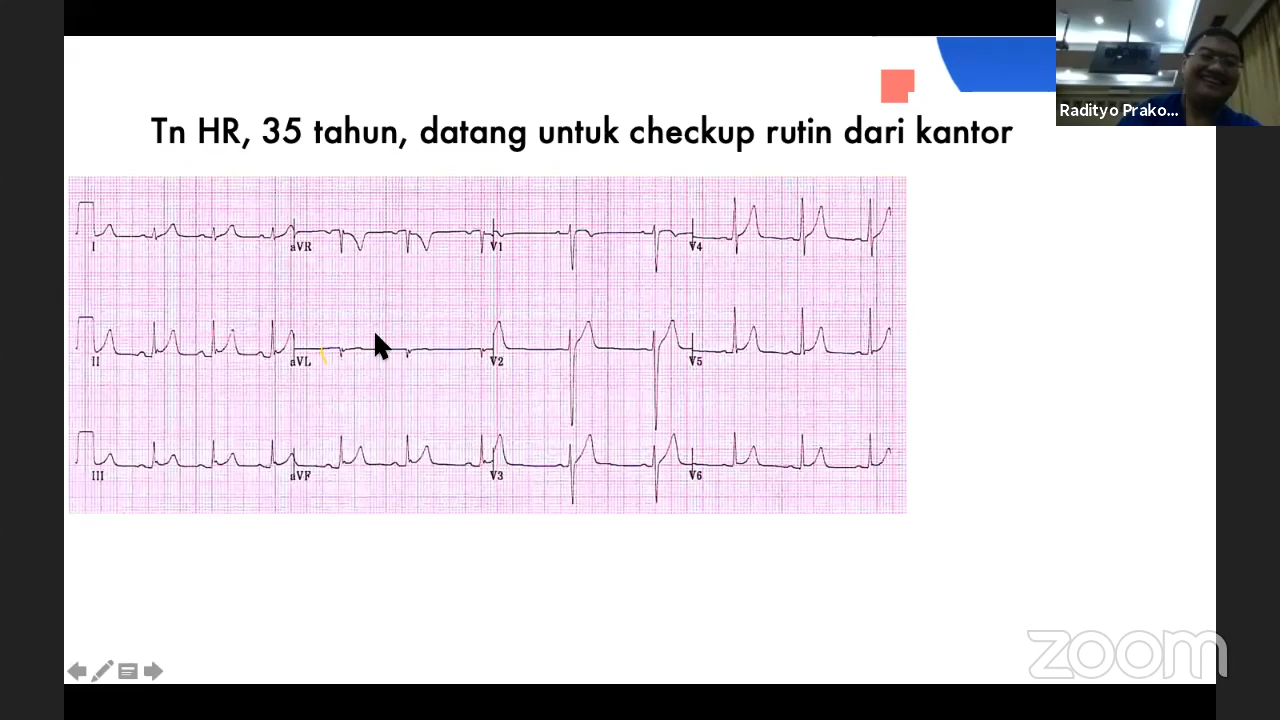 Radityo Prako...
Tn HR, 35 tahun, datang untuk checkup rutin dari kantor
I aVR V1 V4
II aVL V2 V5
III aVF V3 V6
zoom